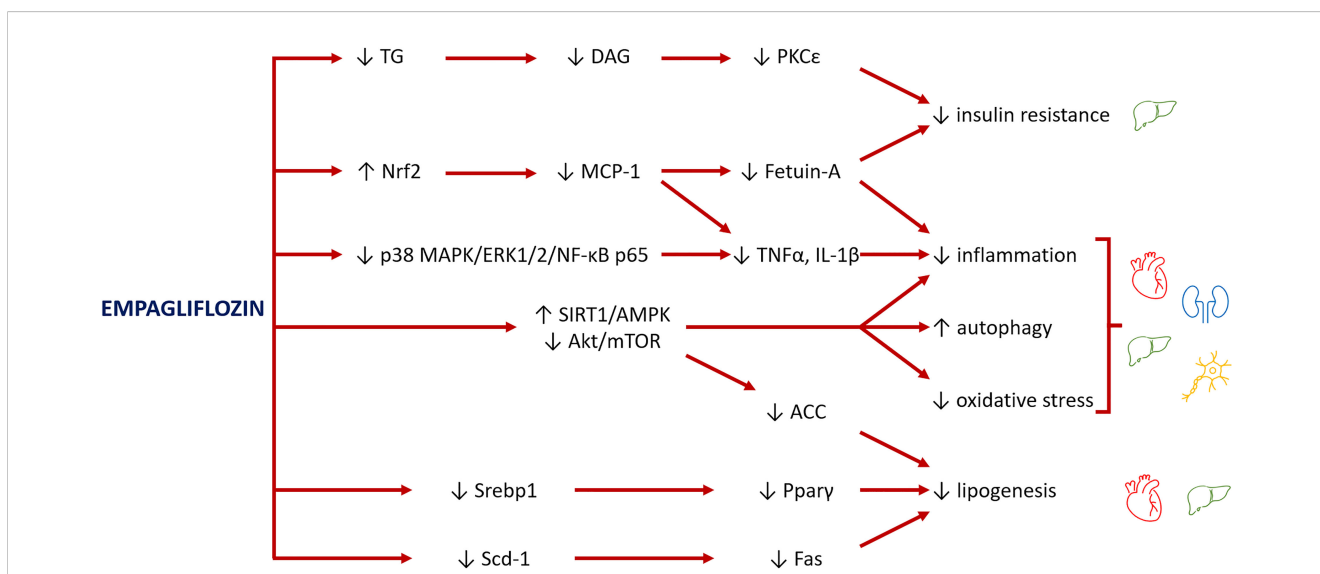 ↓ TG
↓ DAG
↓ PKCε
↓ insulin resistance
↑ Nrf2
↓ MCP-1
↓ Fetuin-A
↓ p38 MAPK/ERK1/2/NF-κB p65
↓ TNFα, IL-1β
↓ inflammation
EMPAGLIFLOZIN
↑ SIRT1/AMPK
↓ Akt/mTOR
↑ autophagy
↓ oxidative stress
↓ ACC
↓ Srebp1
↓ Pparγ
↓ lipogenesis
↓ Scd-1
↓ Fas